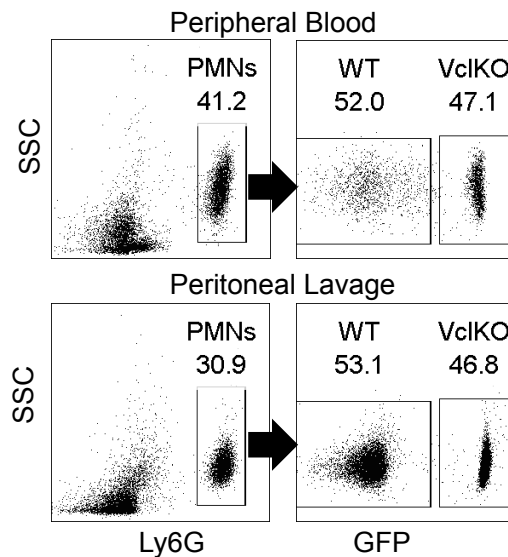 Peripheral Blood
SSC
PMNs
41.2
WT
52.0
VclKO
47.1
Peritoneal Lavage
SSC
PMNs
30.9
WT
53.1
VclKO
46.8
Ly6G
GFP